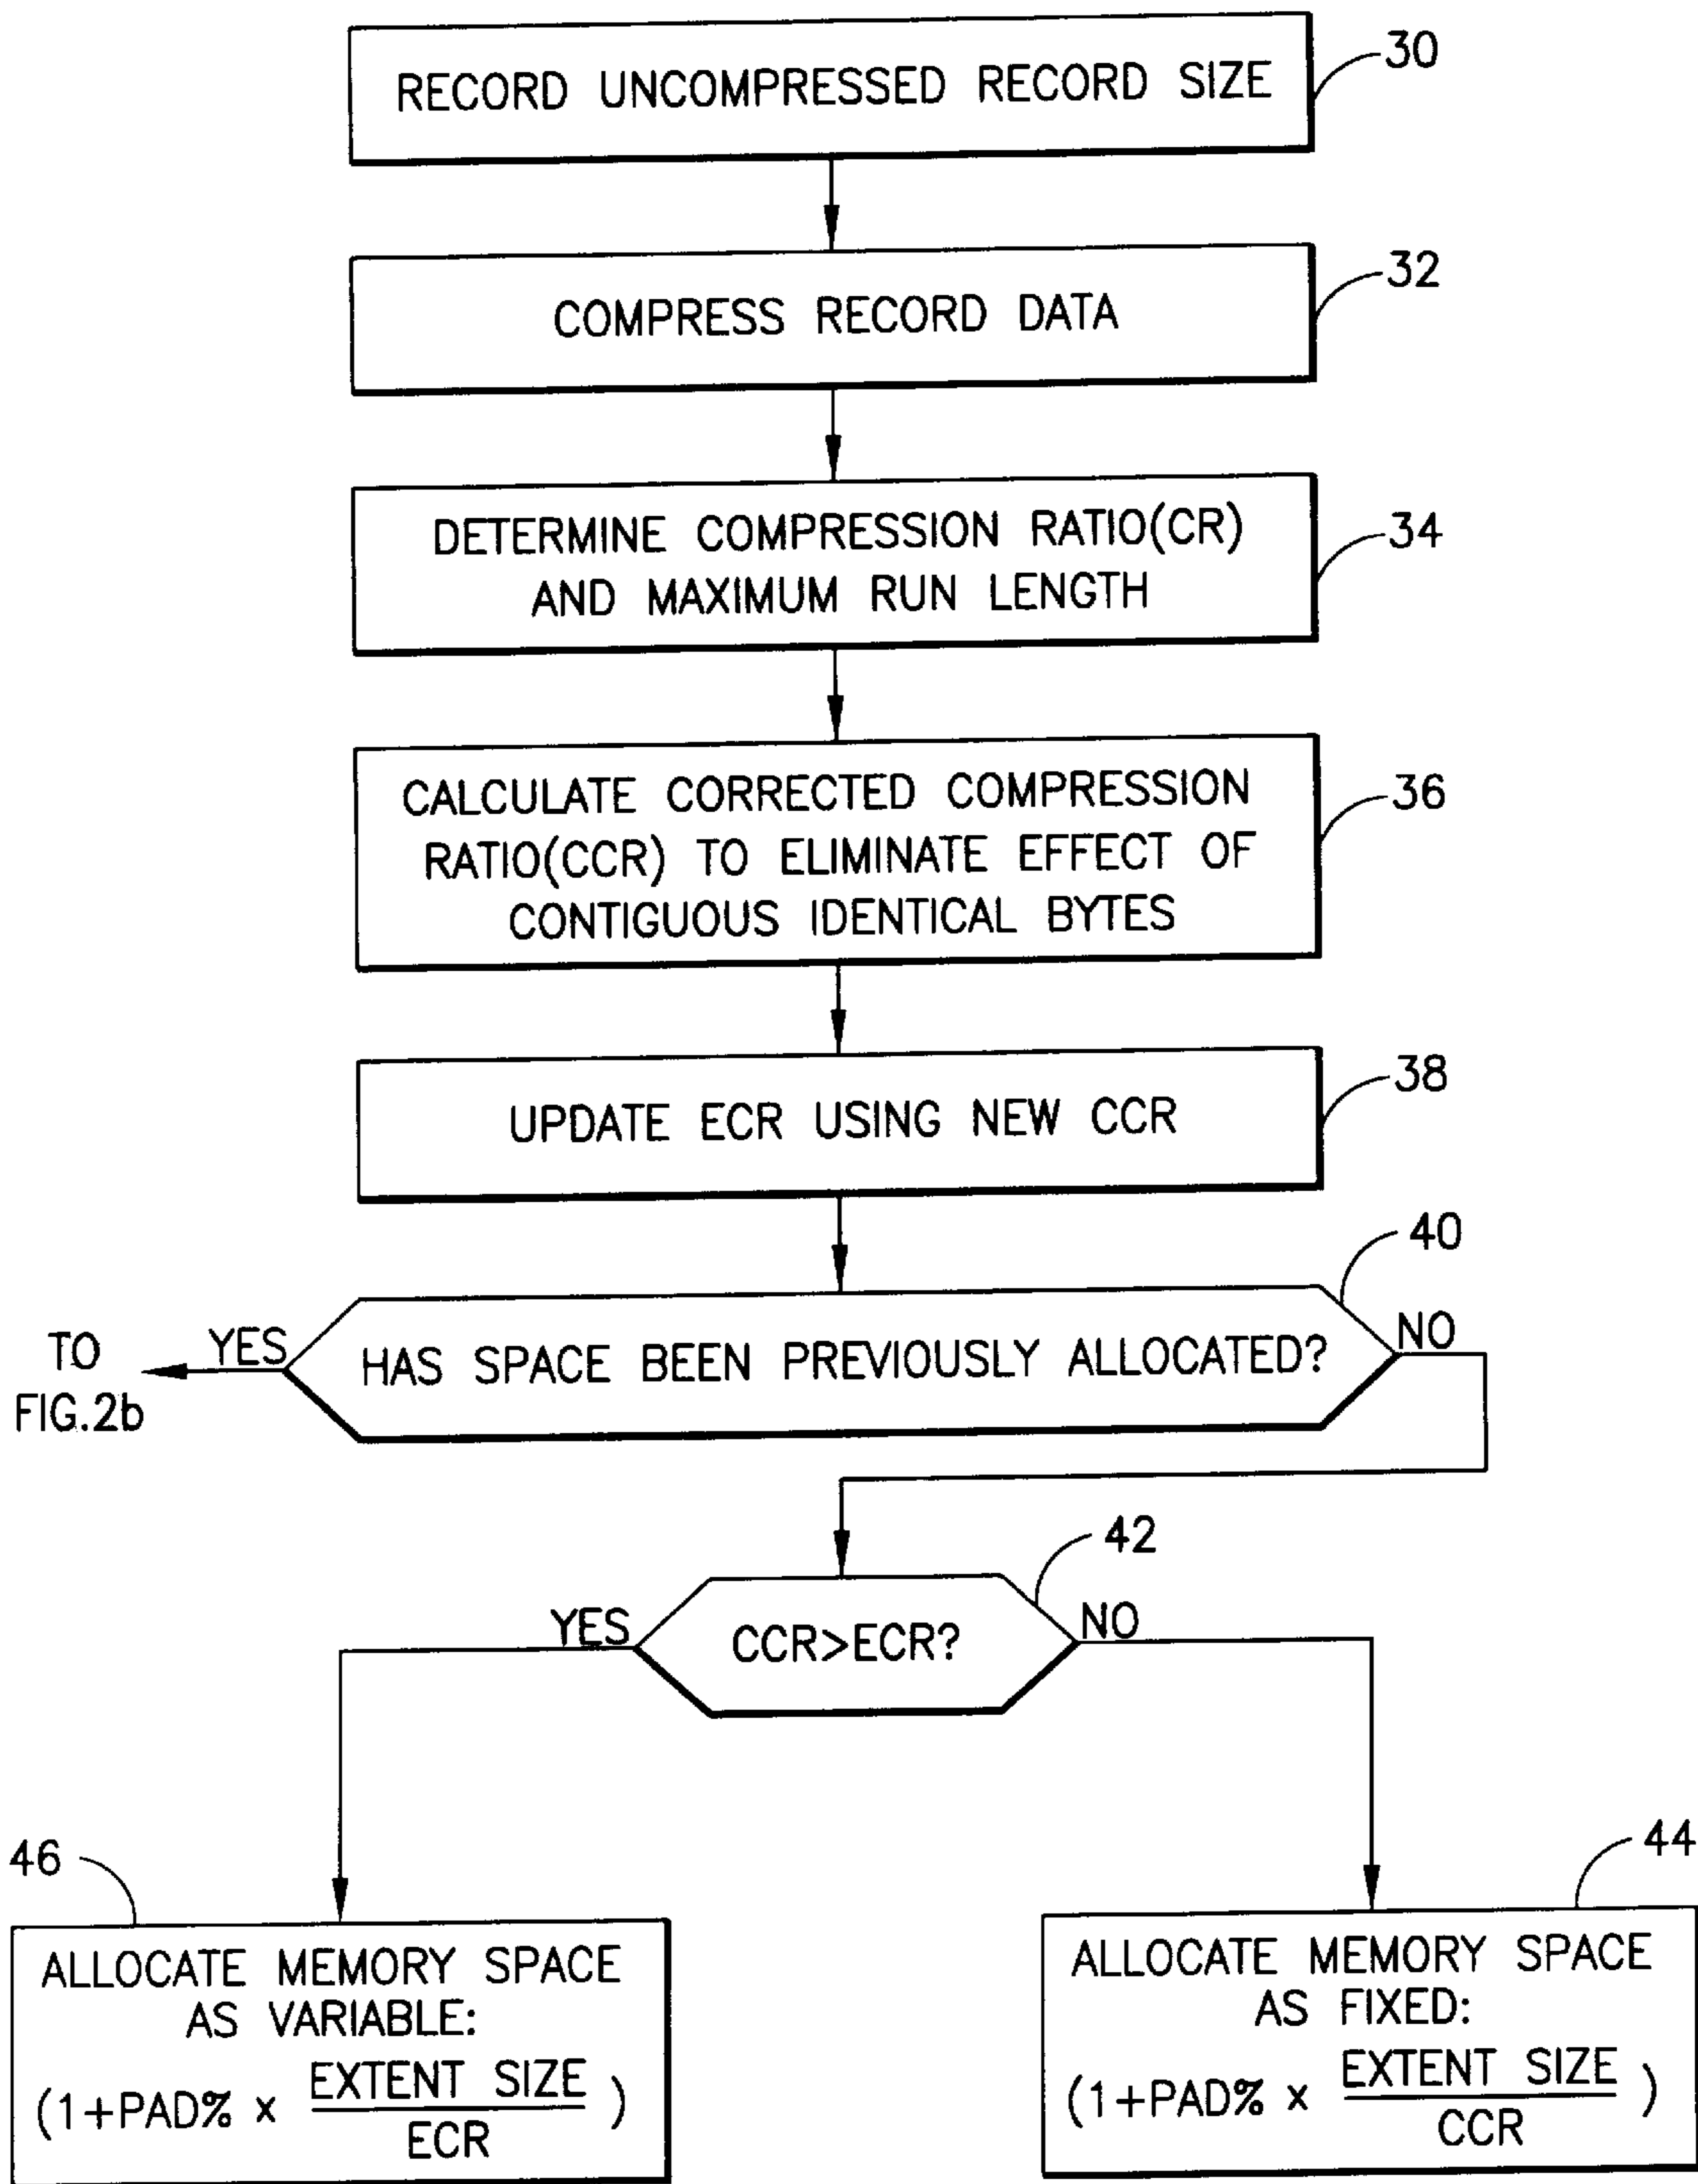 RECORD UNCOMPRESSED RECORD SIZE
30
COMPRESS RECORD DATA
32
DETERMINE COMPRESSION RATIO(CR)
AND MAXIMUM RUN LENGTH
34
CALCULATE CORRECTED COMPRESSION
RATIO(CCR) TO ELIMINATE EFFECT OF
CONTIGUOUS IDENTICAL BYTES
36
UPDATE ECR USING NEW CCR
38
40
TO
FIG.2b
YES
HAS SPACE BEEN PREVIOUSLY ALLOCATED?
NO
42
YES
CCR>ECR?
NO
46
ALLOCATE MEMORY SPACE
AS VARIABLE:
(1+PAD% x EXTENT SIZE
ECR )
44
ALLOCATE MEMORY SPACE
AS FIXED:
(1+PAD% x EXTENT SIZE
CCR )